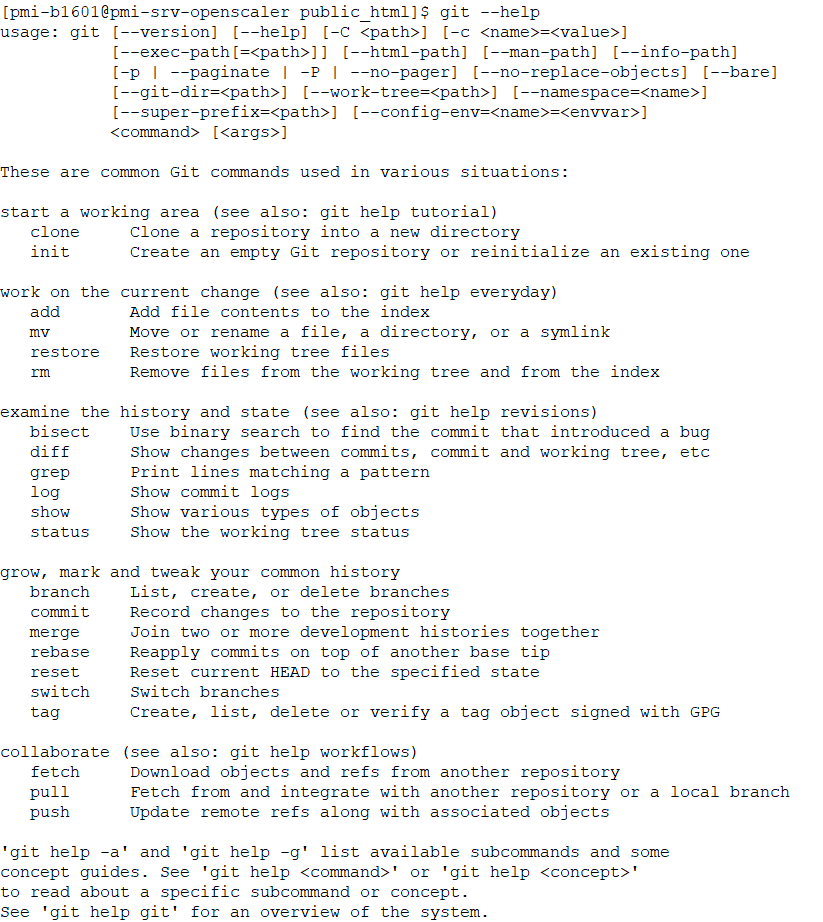 [pmi-b1601@pmi-srv-openscaler public_html]$ git --help
usage: git [--version] [--help] [-C <path>] [-c <name>=<value>]
           [--exec-path[=<path>]] [--html-path] [--man-path] [--info-path]
           [-p | --paginate | -P | --no-pager] [--no-replace-objects] [--bare]
           [--git-dir=<path>] [--work-tree=<path>] [--namespace=<name>]
           [--super-prefix=<path>] [--config-env=<name>=<envvar>]
           <command> [<args>]

These are common Git commands used in various situations:

start a working area (see also: git help tutorial)
   clone     Clone a repository into a new directory
   init      Create an empty Git repository or reinitialize an existing one

work on the current change (see also: git help everyday)
   add       Add file contents to the index
   mv        Move or rename a file, a directory, or a symlink
   restore   Restore working tree files
   rm        Remove files from the working tree and from the index

examine the history and state (see also: git help revisions)
   bisect    Use binary search to find the commit that introduced a bug
   diff      Show changes between commits, commit and working tree, etc
   grep      Print lines matching a pattern
   log       Show commit logs
   show      Show various types of objects
   status    Show the working tree status

grow, mark and tweak your common history
   branch    List, create, or delete branches
   commit    Record changes to the repository
   merge     Join two or more development histories together
   rebase    Reapply commits on top of another base tip
   reset     Reset current HEAD to the specified state
   switch    Switch branches
   tag       Create, list, delete or verify a tag object signed with GPG

collaborate (see also: git help workflows)
   fetch     Download objects and refs from another repository
   pull      Fetch from and integrate with another repository or a local branch
   push      Update remote refs along with associated objects

'git help -a' and 'git help -g' list available subcommands and some
concept guides. See 'git help <command>' or 'git help <concept>'
to read about a specific subcommand or concept.
See 'git help git' for an overview of the system.